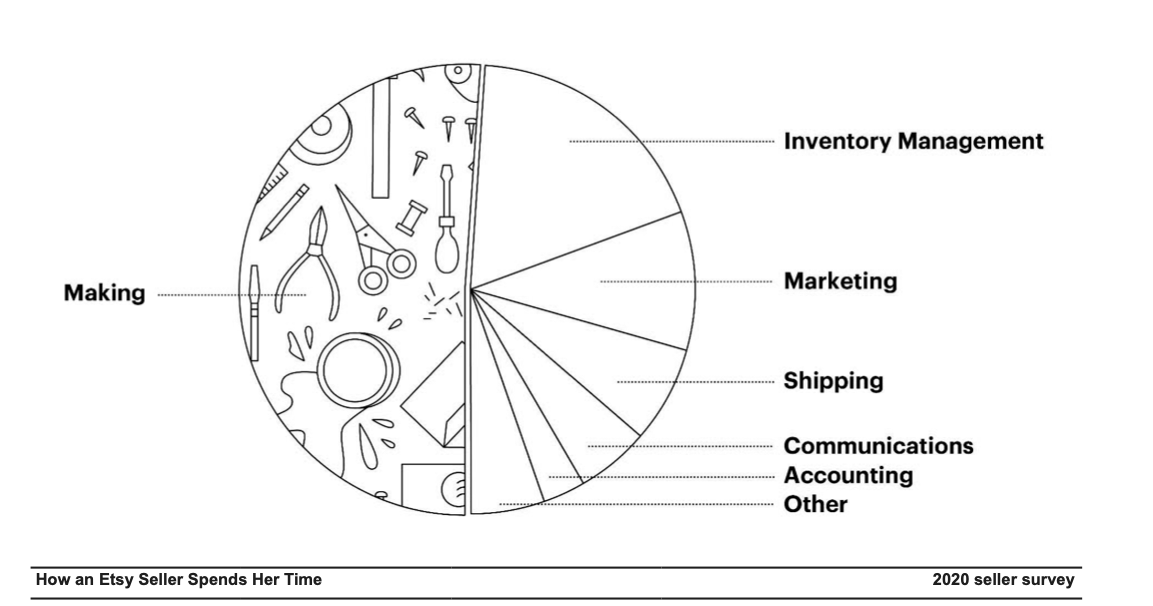 Inventory Management
Marketing
Making
Shipping
Communications
Accounting
Other
How an Etsy Seller Spends Her Time
2020 seller survey